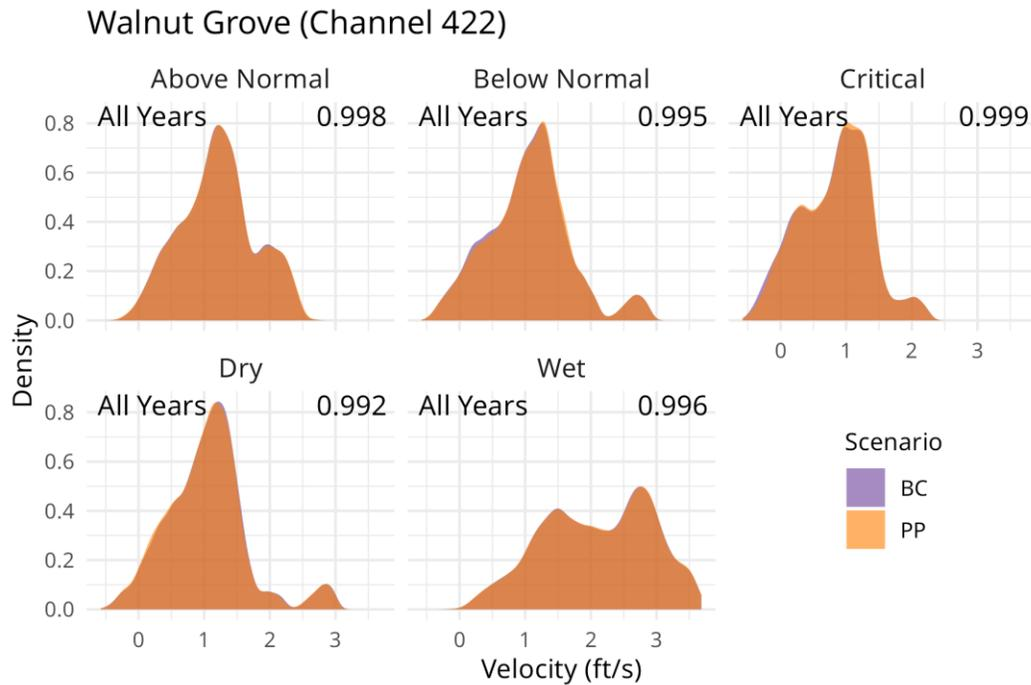 Walnut Grove (Channel 422)
Above Normal
Below Normal
Critical
All Years 0.998
All Years 0.995
All Years 0.999
0.8
0.6
0.4
0.2
0.0
0 1 2 3
Density
Dry
Wet
All Years 0.992
All Years 0.996
0.8
0.6
0.4
0.2
0.0
0 1 2 3
0 1 2 3
Velocity (ft/s)
Scenario
BC
PP